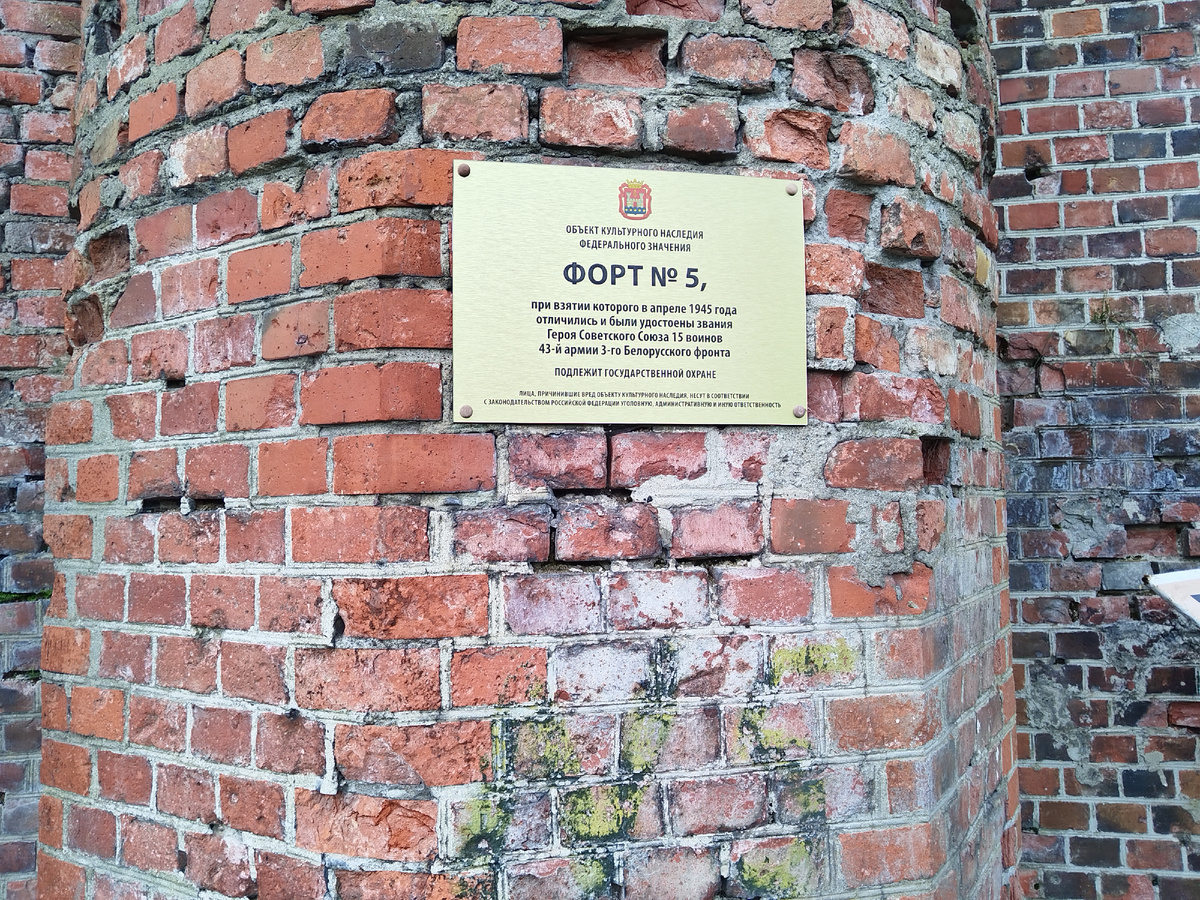 ОБЪЕКТ КУЛЬТУРНОГО НАСЛЕДИЯ
ФЕДЕРАЛЬНОГО ЗНАЧЕНИЯ
ФОРТ № 5,
при взятии которого в апреле 1945 года
отличились и были удостоены звания
Героя Советского Союза 15 воинов
43-й армии 3-го Белорусского фронта
ПОДЛЕЖИТ ГОСУДАРСТВЕННОЙ ОХРАНЕ
ЛИЦА, ПРИЧИНИВШИЕ ВРЕД ОБЪЕКТУ КУЛЬТУРНОГО НАСЛЕДИЯ, НЕСУТ В СООТВЕТСТВИИ
С ЗАКОНОДАТЕЛЬСТВОМ РОССИЙСКОЙ ФЕДЕРАЦИИ УГОЛОВНУЮ, АДМИНИСТРАТИВНУЮ И ИНУЮ ОТВЕТСТВЕННОСТЬ